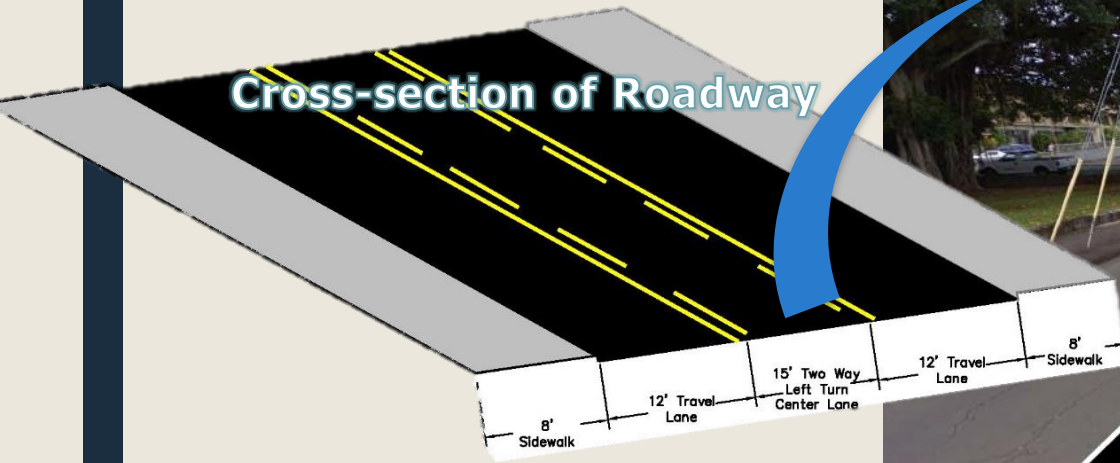 Cross-section of Roadway
8'
Sidewalk
12' Travel
Lane
15' Two Way
Left Turn
Center Lane
12' Travel
Lane
8'
Sidewalk